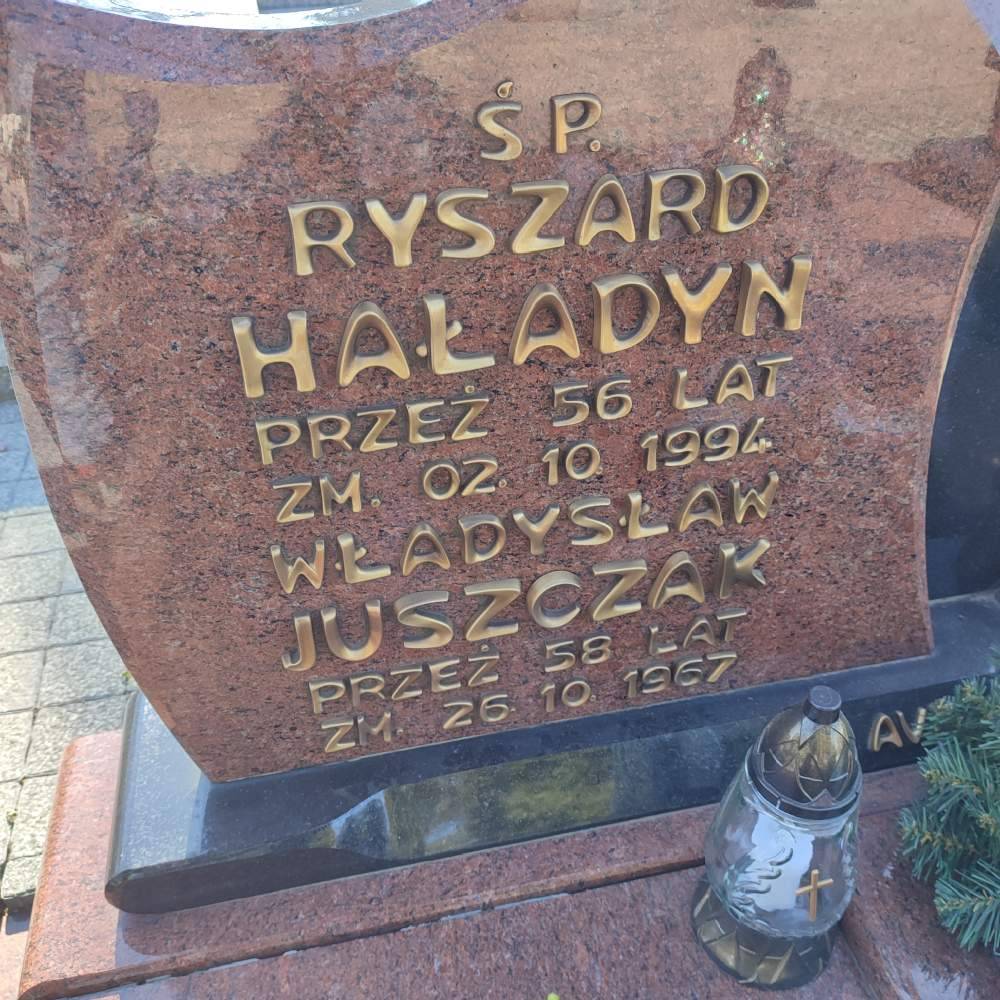 Ś P.
RYSZARD
HAŁADYN
PRZEŻ 56 LAT
ZM. 02. 10. 1994
WŁADYSŁAW
JUSZCZAK
PRZEŻ 58 LAT
ZM. 26. 10. 1967